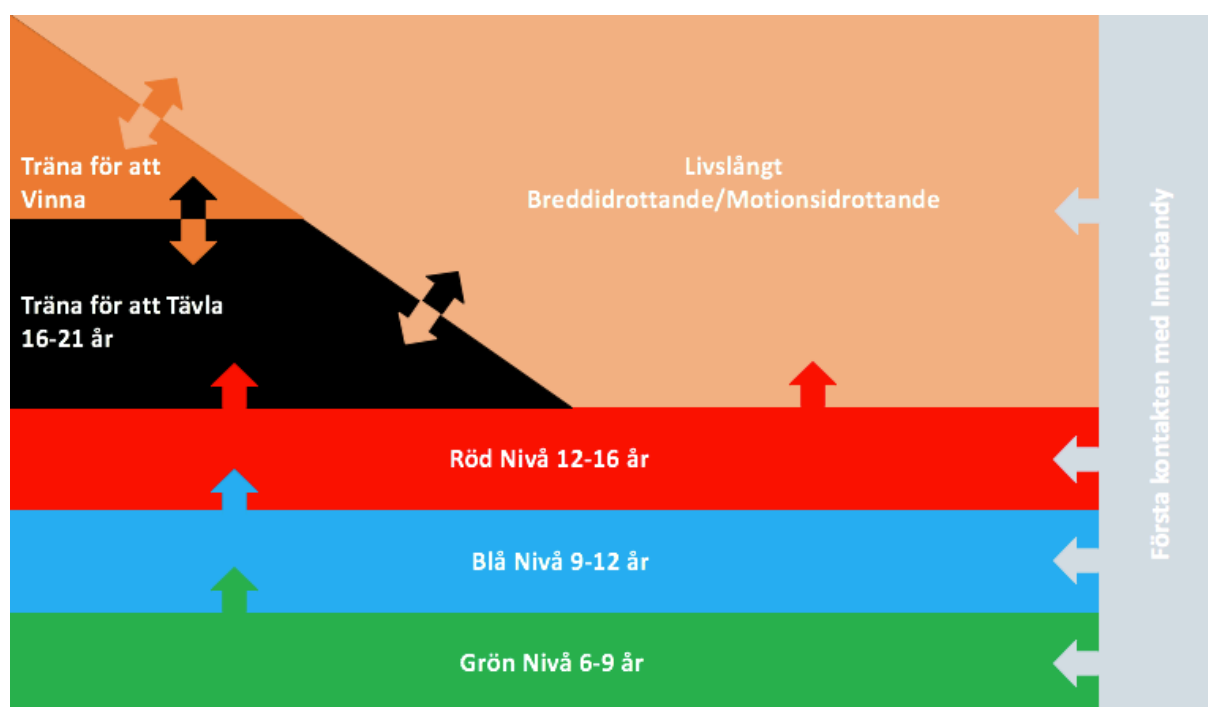 Träna för att
Vinna
Livslångt
Breddidrottande/Motionsidrottande
Träna för att Tävla
16-21 år
Röd Nivå 12-16 år
Blå Nivå 9-12 år
Grön Nivå 6-9 år
Första kontakten med Innebandy